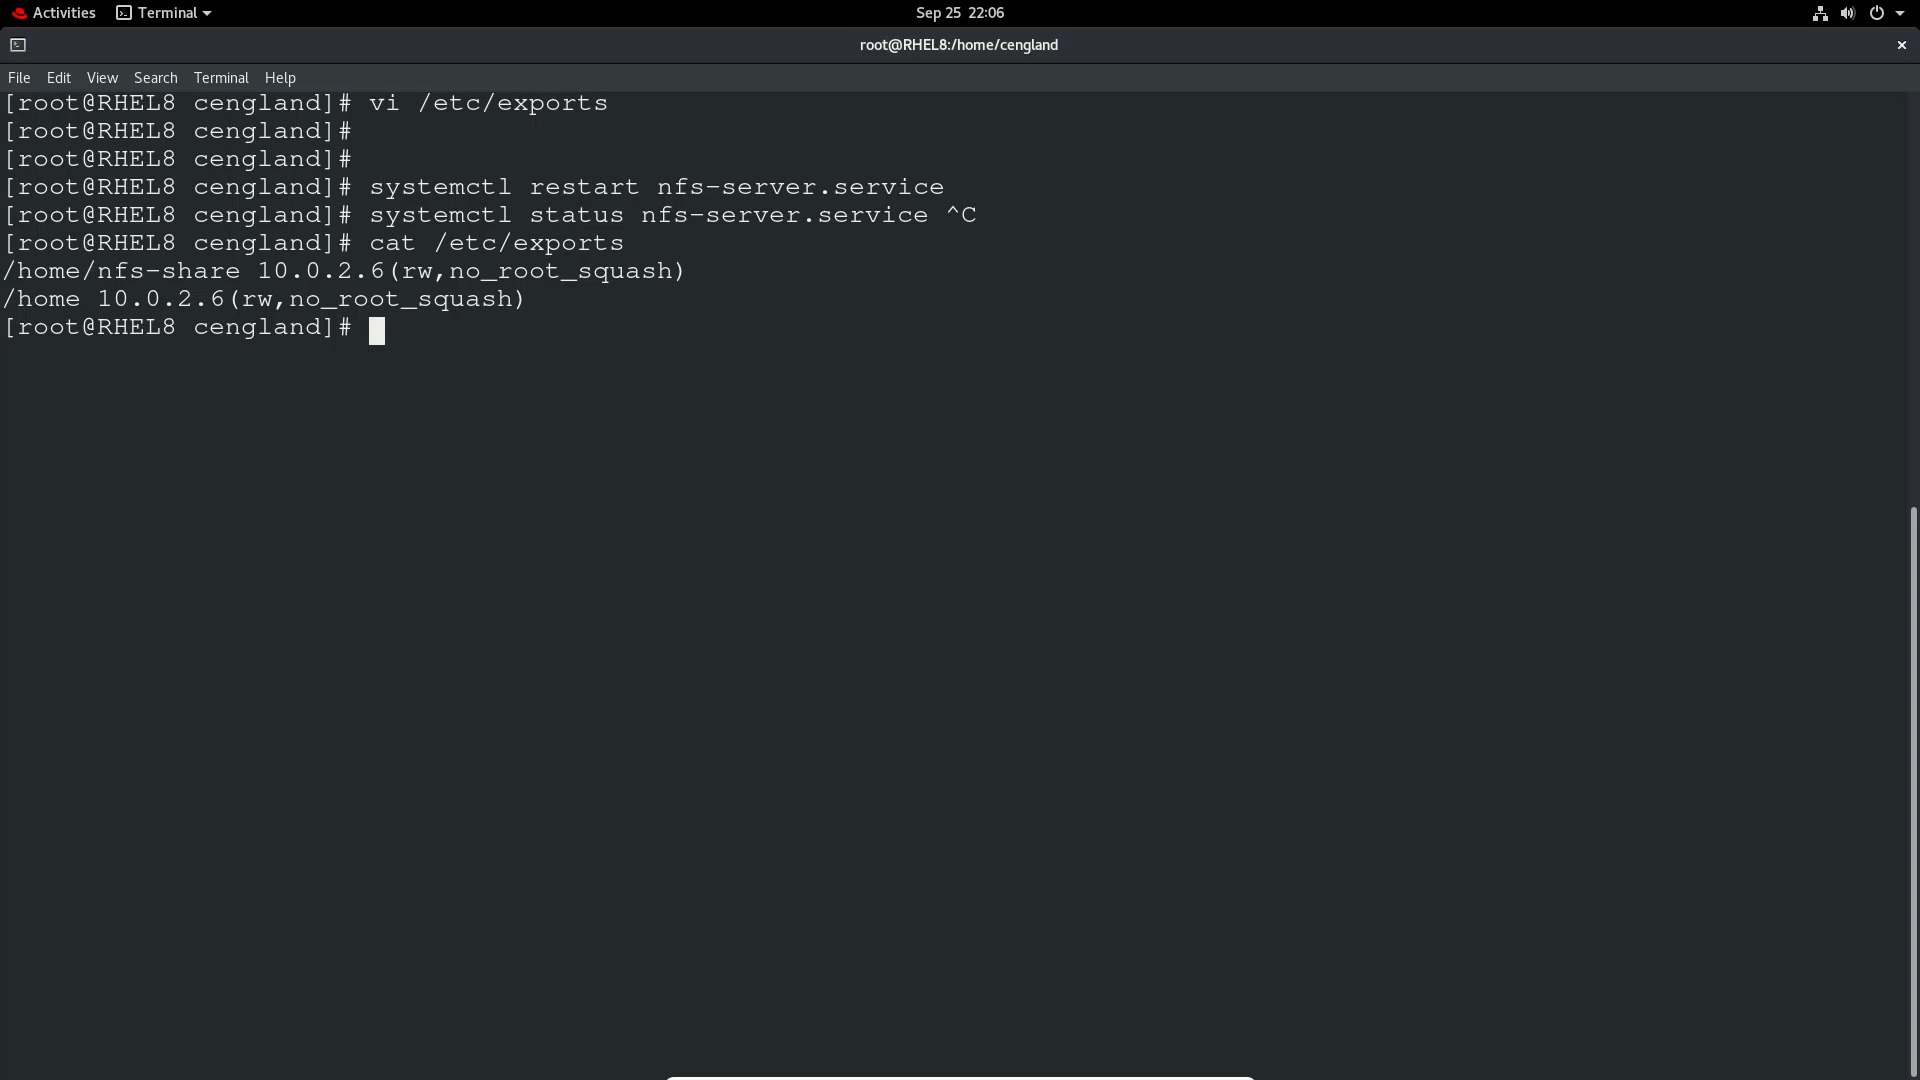 Activities Terminal Sep 25 22:06
root@RHEL8:/home/cengland
File Edit View Search Terminal Help
[root@RHEL8 cengland]# vi /etc/exports
[root@RHEL8 cengland]#
[root@RHEL8 cengland]#
[root@RHEL8 cengland]# systemctl restart nfs-server.service
[root@RHEL8 cengland]# systemctl status nfs-server.service ^C
[root@RHEL8 cengland]# cat /etc/exports
/home/nfs-share 10.0.2.6(rw,no_root_squash)
/home 10.0.2.6(rw,no_root_squash)
[root@RHEL8 cengland]#